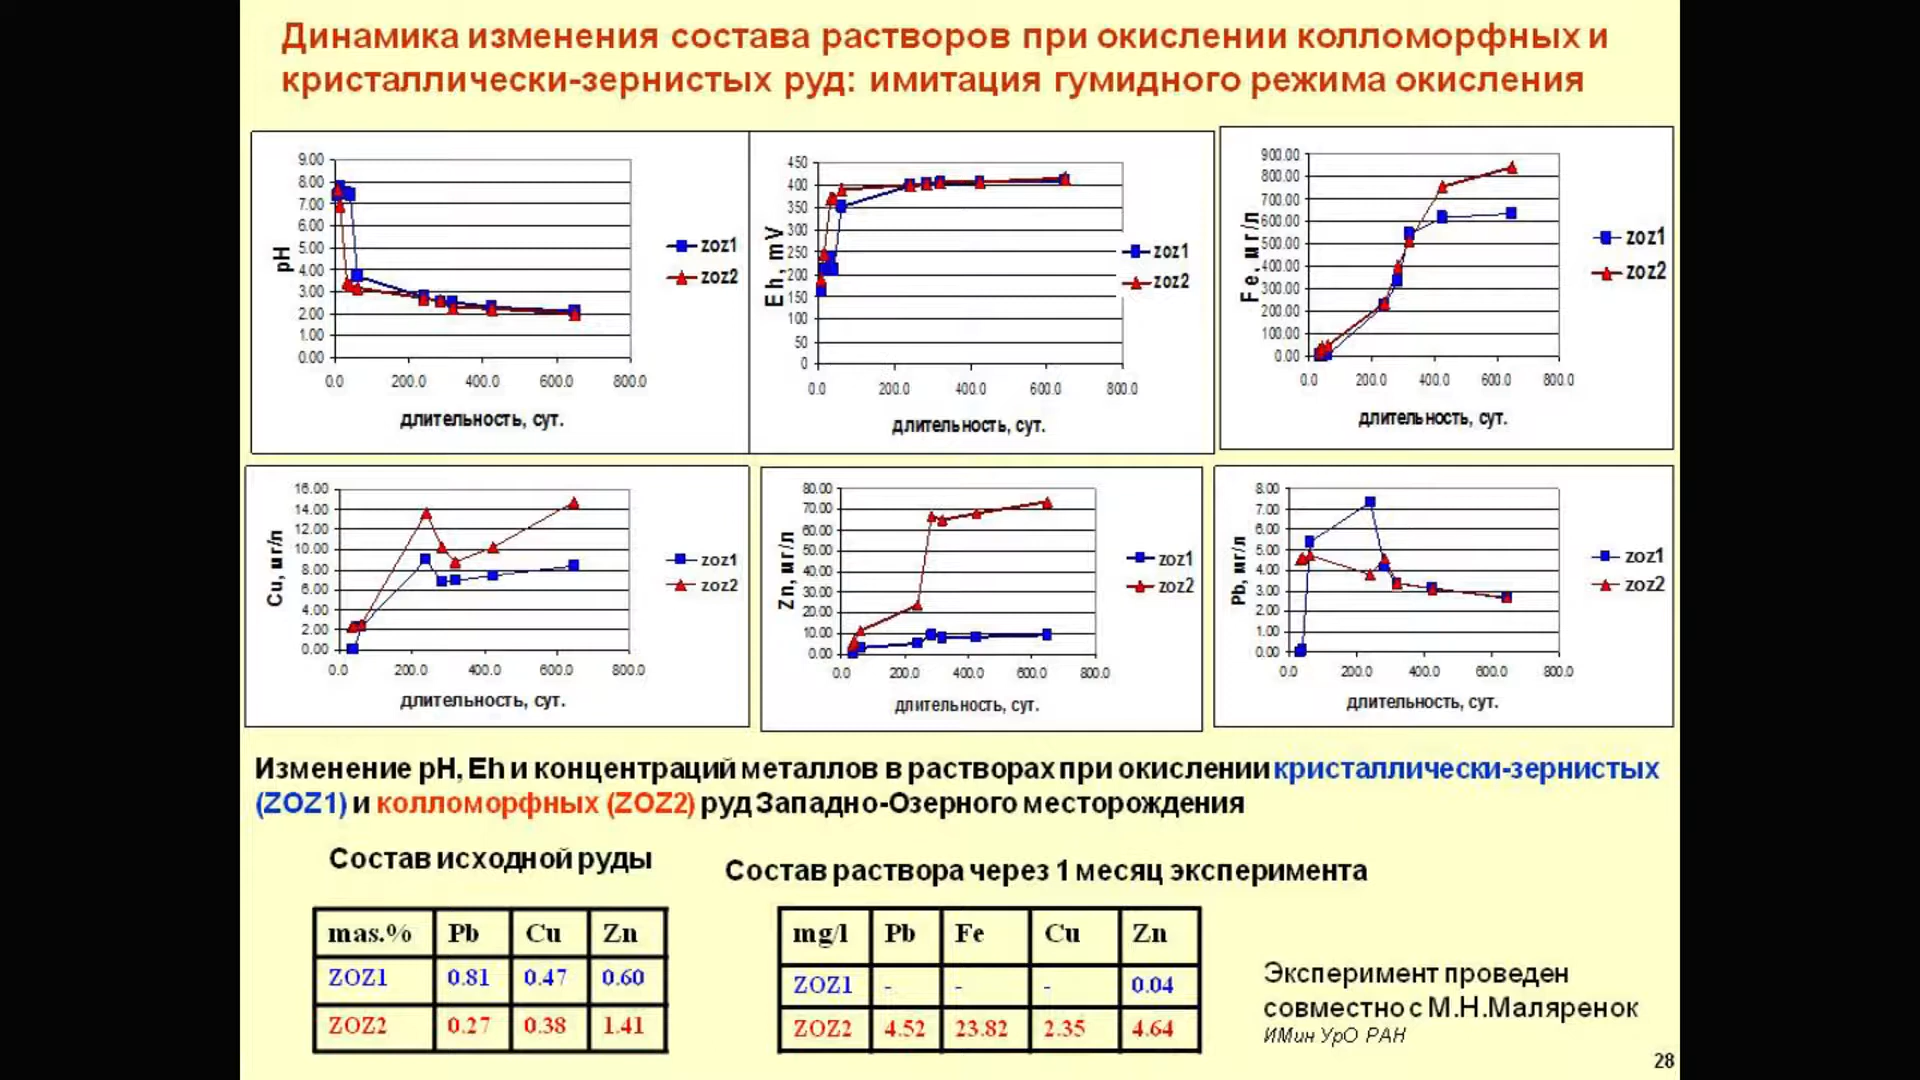 Динамика изменения состава растворов при окислении колломорфных и
кристаллически-зернистых руд: имитация гумидного режима окисления
9.00
8.00
7.00
6.00
5.00
4.00
3.00
2.00
1.00
0.00
pH
0.0 200.0 400.0 600.0 800.0
длительность, сут.
zoz1
zoz2
450
400
350
300
250
200
150
100
50
0
Eh, mV
0.0 200.0 400.0 600.0 800.0
длительность, сут.
zoz1
zoz2
900.00
800.00
700.00
600.00
500.00
400.00
300.00
200.00
100.00
0.00
Fe, мг/л
0.0 200.0 400.0 600.0 800.0
длительность, сут.
zoz1
zoz2
16.00
14.00
12.00
10.00
8.00
6.00
4.00
2.00
0.00
Cu, мг/л
0.0 200.0 400.0 600.0 800.0
длительность, сут.
zoz1
zoz2
80.00
70.00
60.00
50.00
40.00
30.00
20.00
10.00
0.00
Zn, мг/л
0.0 200.0 400.0 600.0 800.0
длительность, сут.
zoz1
zoz2
8.00
7.00
6.00
5.00
4.00
3.00
2.00
1.00
0.00
Pb, мг/л
0.0 200.0 400.0 600.0 800.0
длительность, сут.
zoz1
zoz2
Изменение pH, Eh и концентраций металлов в растворах при окислении кристаллически-зернистых
(ZOZ1) и колломорфных (ZOZ2) руд Западно-Озерного месторождения
Состав исходной руды
mas.% Pb Cu Zn
ZOZ1 0.81 0.47 0.60
ZOZ2 0.27 0.38 1.41
Состав раствора через 1 месяц эксперимента
mg/l Pb Fe Cu Zn
ZOZ1 - - - 0.04
ZOZ2 4.52 23.82 2.35 4.64
Эксперимент проведен
совместно с М.Н.Маляренок
ИМин УрО РАН
28